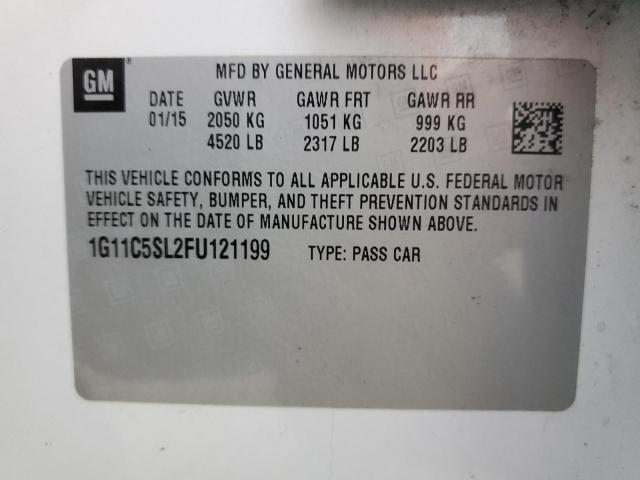 GM
MFD BY GENERAL MOTORS LLC
DATE GVWR GAWR FRT GAWR RR
01/15 2050 KG 1051 KG 999 KG
4520 LB 2317 LB 2203 LB
THIS VEHICLE CONFORMS TO ALL APPLICABLE U.S. FEDERAL MOTOR
VEHICLE SAFETY, BUMPER, AND THEFT PREVENTION STANDARDS IN
EFFECT ON THE DATE OF MANUFACTURE SHOWN ABOVE.
1G11C5SL2FU121199 TYPE: PASS CAR